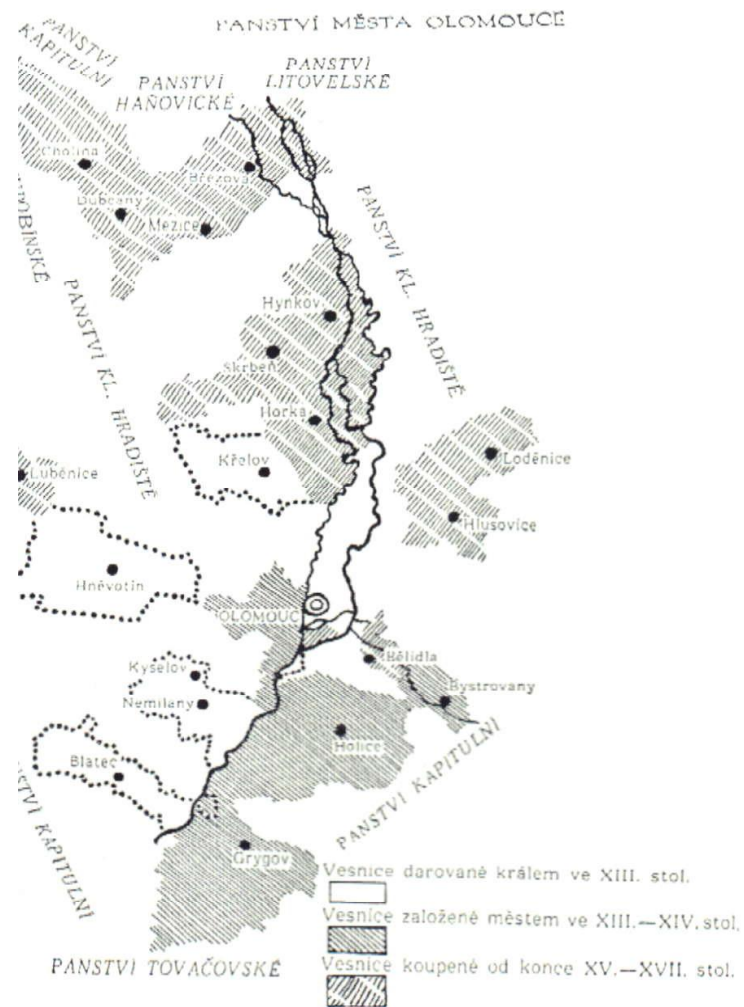 PANSTVÍ MĚSTA OLOMOUCE
PANSTVÍ
KAPITULNÍ
PANSTVÍ
HAŇOVICKÉ
PANSTVÍ
LITOVELSKÉ
Cholina
Březová
Dubčany
Mezice
PANSTVÍ KL. HRADIŠTĚ
PANSTVÍ KL. HRADIŠTĚ
Hynkov
Skrbeň
Horka
Křelov
Loděnice
Hlusovice
Luběnice
Hněvotín
OLOMOUC
Bělidla
Bystrovany
Kyselov
Nemilany
Holice
Blatec
PANSTVÍ KAPITULNÍ
KAPITULNÍ
Grygov
PANSTVÍ TOVAČOVSKÉ
Vesnice darované králem ve XIII. stol.
Vesnice založené městem ve XIII.—XIV. stol.
Vesnice koupené od konce XV.—XVII. stol.